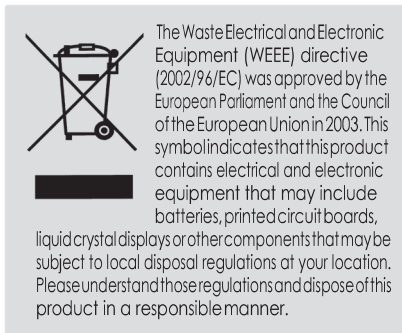 The Waste Electrical and Electronic
Equipment (WEEE) directive
(2002/96/EC) was approved by the
European Parliament and the Council
of the European Union in 2003. This
symbol indicates that this product
contains electrical and electronic
equipment that may include
batteries, printed circuit boards,
liquid crystal displays or other components that may be
subject to local disposal regulations at your location.
Please understand those regulations and dispose of this
product in a responsible manner.